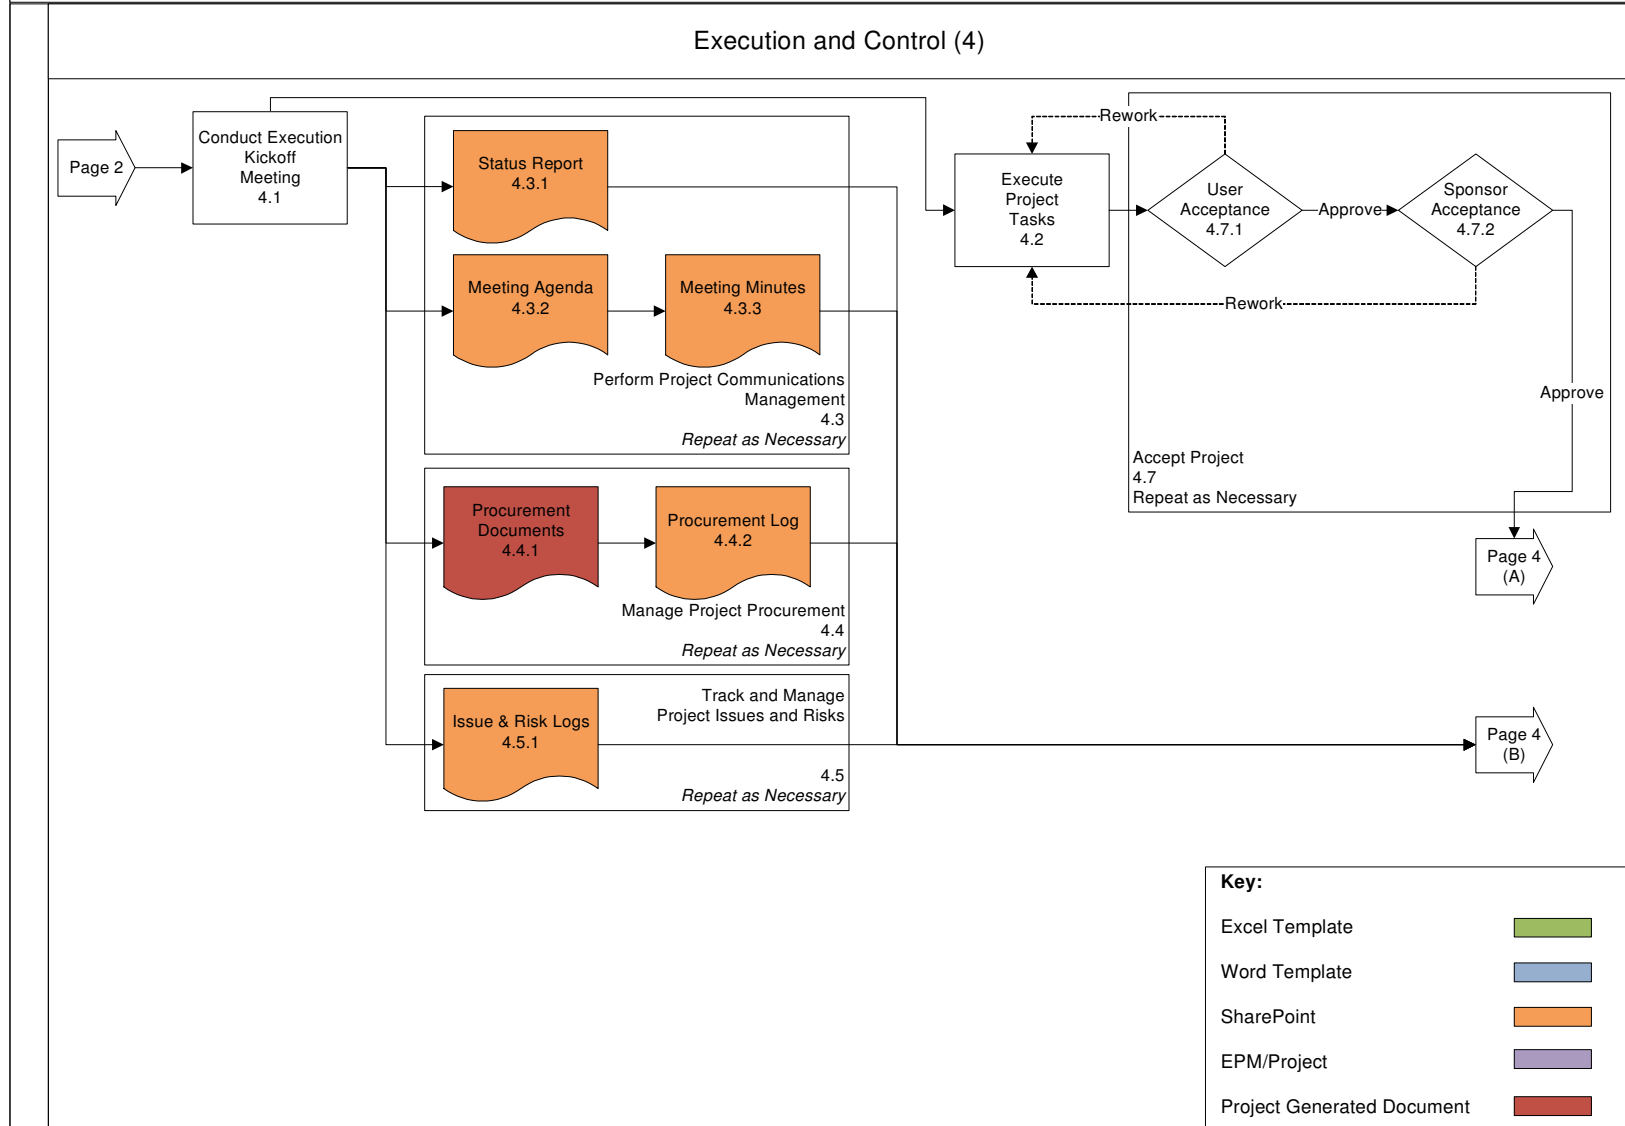 Execution and Control (4)
Page 2
Conduct Execution
Kickoff
Meeting
4.1
Status Report
4.3.1
Meeting Agenda
4.3.2
Meeting Minutes
4.3.3
Perform Project Communications
Management
4.3
Repeat as Necessary
Procurement
Documents
4.4.1
Procurement Log
4.4.2
Manage Project Procurement
4.4
Repeat as Necessary
Track and Manage
Project Issues and Risks
Issue & Risk Logs
4.5.1
4.5
Repeat as Necessary
Execute
Project
Tasks
4.2
Rework
User
Acceptance
4.7.1
Approve
Sponsor
Acceptance
4.7.2
Rework
Approve
Accept Project
4.7
Repeat as Necessary
Page 4
(A)
Page 4
(B)
Key:
Excel Template
Word Template
SharePoint
EPM/Project
Project Generated Document